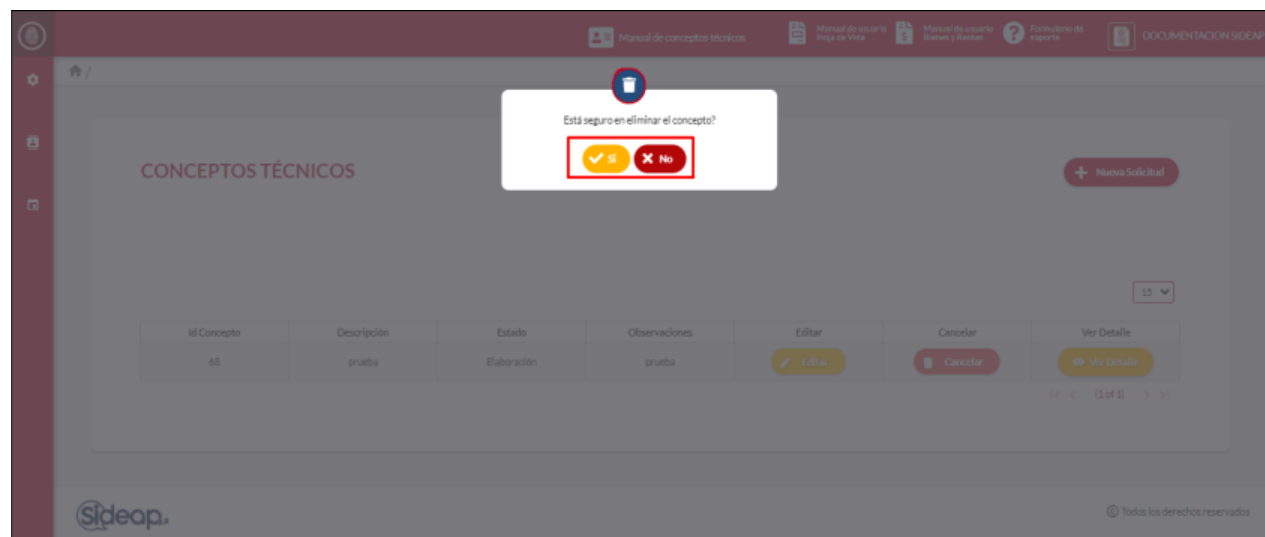 Manual de conceptos técnicos
Manual de usuario
Hoja de Vida
Manual de usuario
Bienes y Rentas
Formulario de
soporte
DOCUMENTACION SIDEAP
/
Está seguro en eliminar el concepto?
Si
No
CONCEPTOS TÉCNICOS
Nueva Solicitud
15
Id Concepto Descripción Estado Observaciones Editar Cancelar Ver Detalle
68 prueba Elaboración prueba Editar Cancelar Ver Detalle
(1 of 1)
Sideap
© Todos los derechos reservados